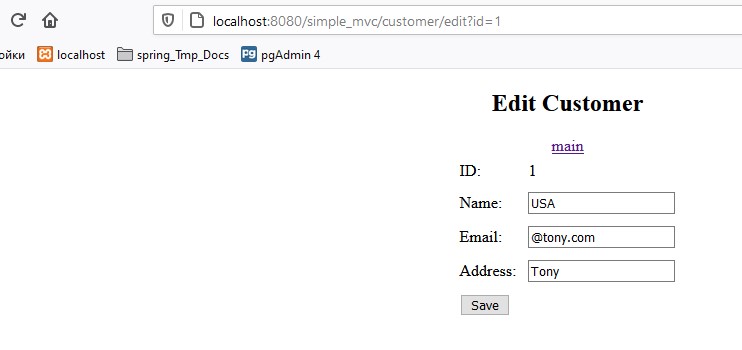 localhost:8080/simple_mvc/customer/edit?id=1
ойки localhost spring_Tmp_Docs pgAdmin 4
Edit Customer
main
ID: 1
Name: USA
Email: @tony.com
Address: Tony
Save